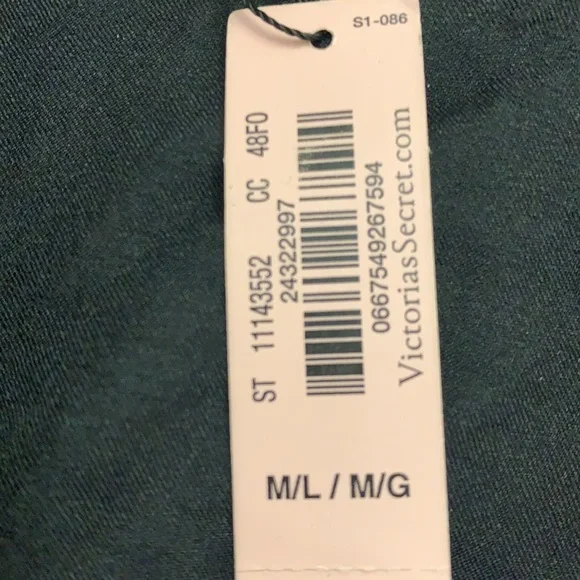 S1-086
ST 11143552 CC 48F0
24322997
0667549267594
VictoriasSecret.com
M/L / M/G